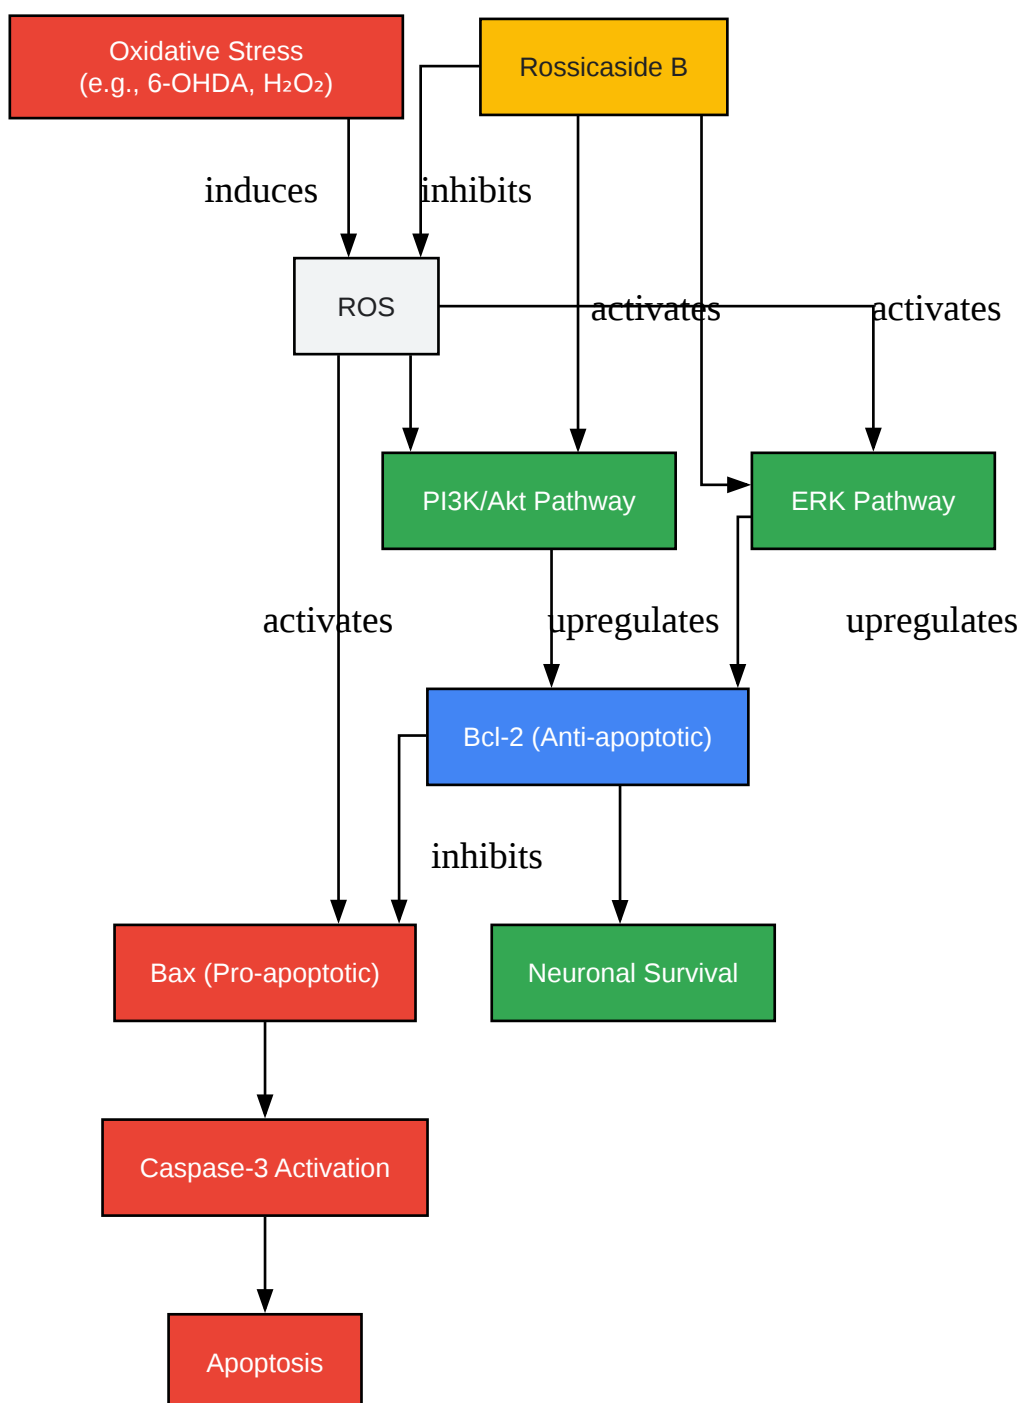 Oxidative Stress
(e.g., 6-OHDA, H₂O₂)
Rossicaside B
induces
inhibits
ROS
activates
activates
PI3K/Akt Pathway
ERK Pathway
activates
upregulates
upregulates
Bcl-2 (Anti-apoptotic)
inhibits
Bax (Pro-apoptotic)
Neuronal Survival
Caspase-3 Activation
Apoptosis